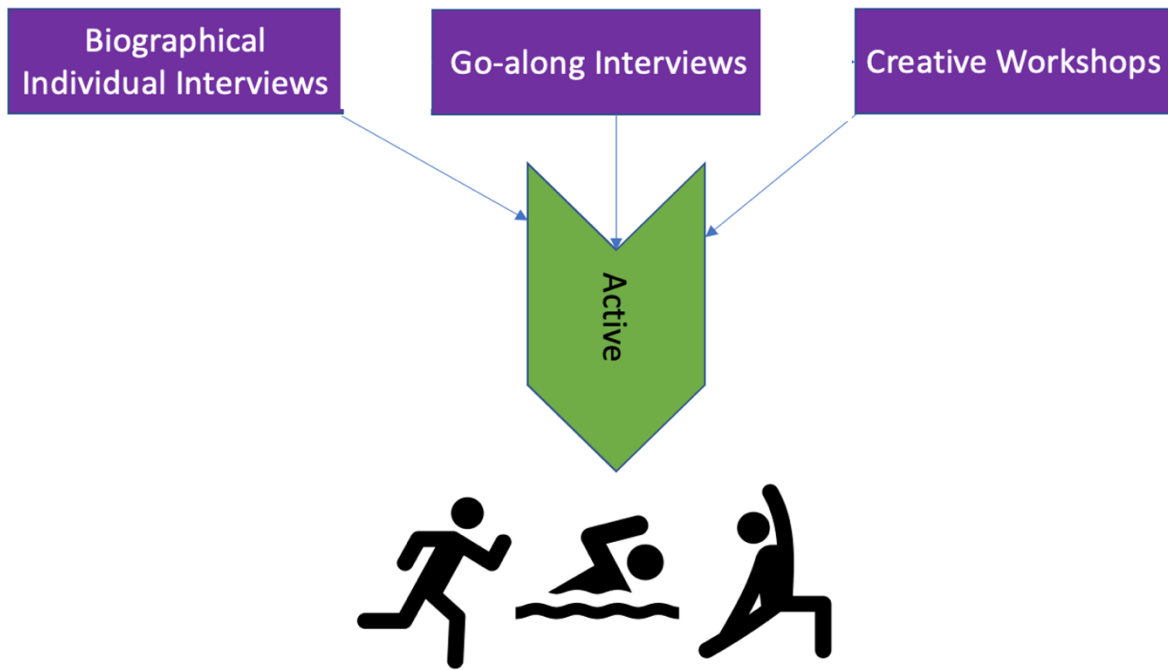 Biographical
Individual Interviews
Go-along Interviews
Creative Workshops
Active